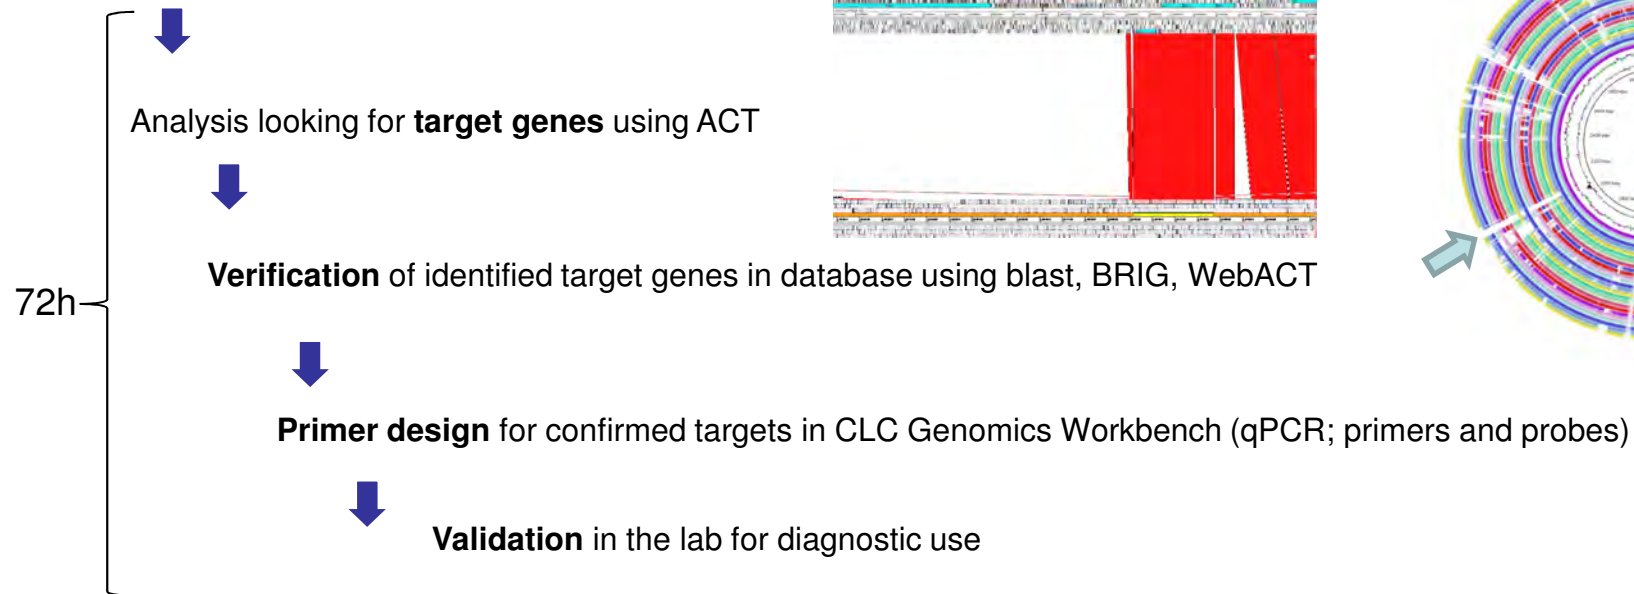 Analysis looking for target genes using ACT
Verification of identified target genes in database using blast, BRIG, WebACT
72h
Primer design for confirmed targets in CLC Genomics Workbench (qPCR; primers and probes)
Validation in the lab for diagnostic use